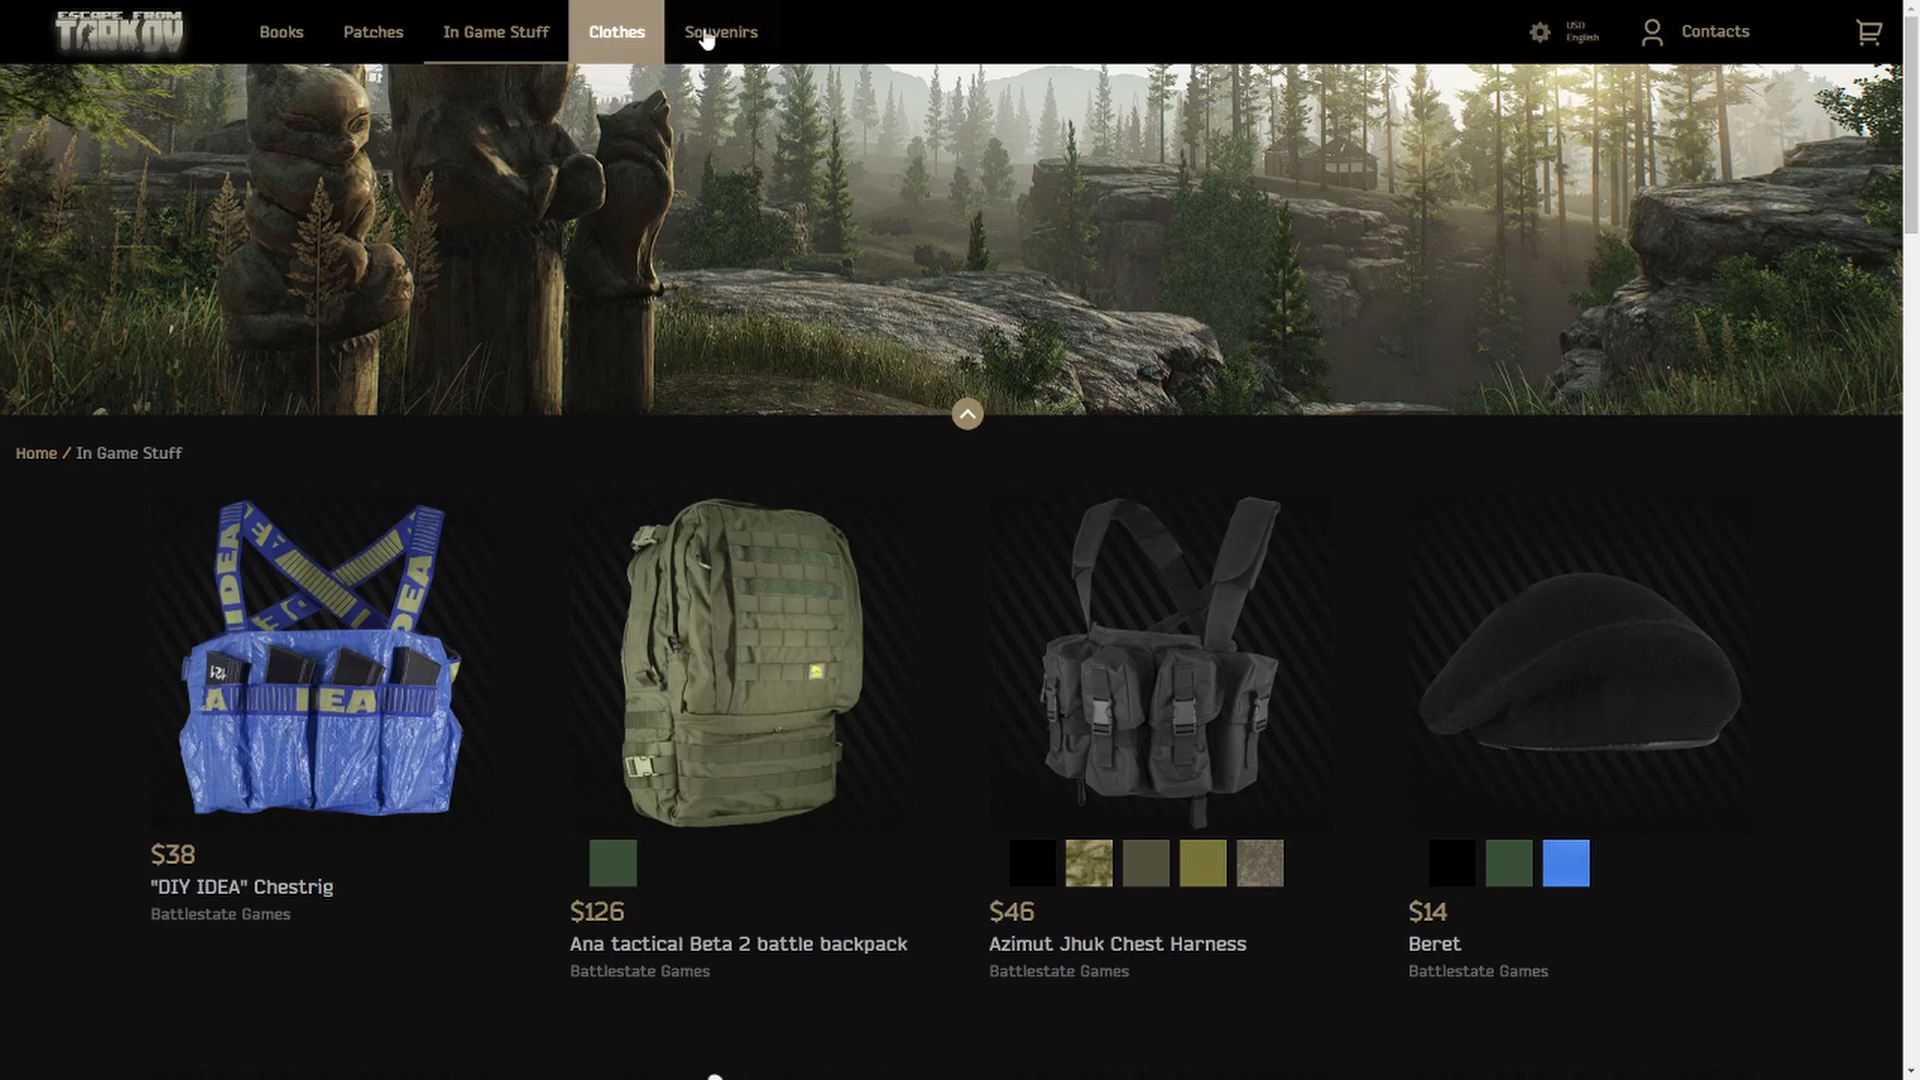 ESCAPE FROM
TARKOV
Books
Patches
In Game Stuff
Clothes
Souvenirs
USD
English
Contacts
Home / In Game Stuff
IDEA
IDEA
A
IDEA
$38
"DIY IDEA" Chestrig
Battlestate Games
$126
Ana tactical Beta 2 battle backpack
Battlestate Games
$46
Azimut Jhuk Chest Harness
Battlestate Games
$14
Beret
Battlestate Games